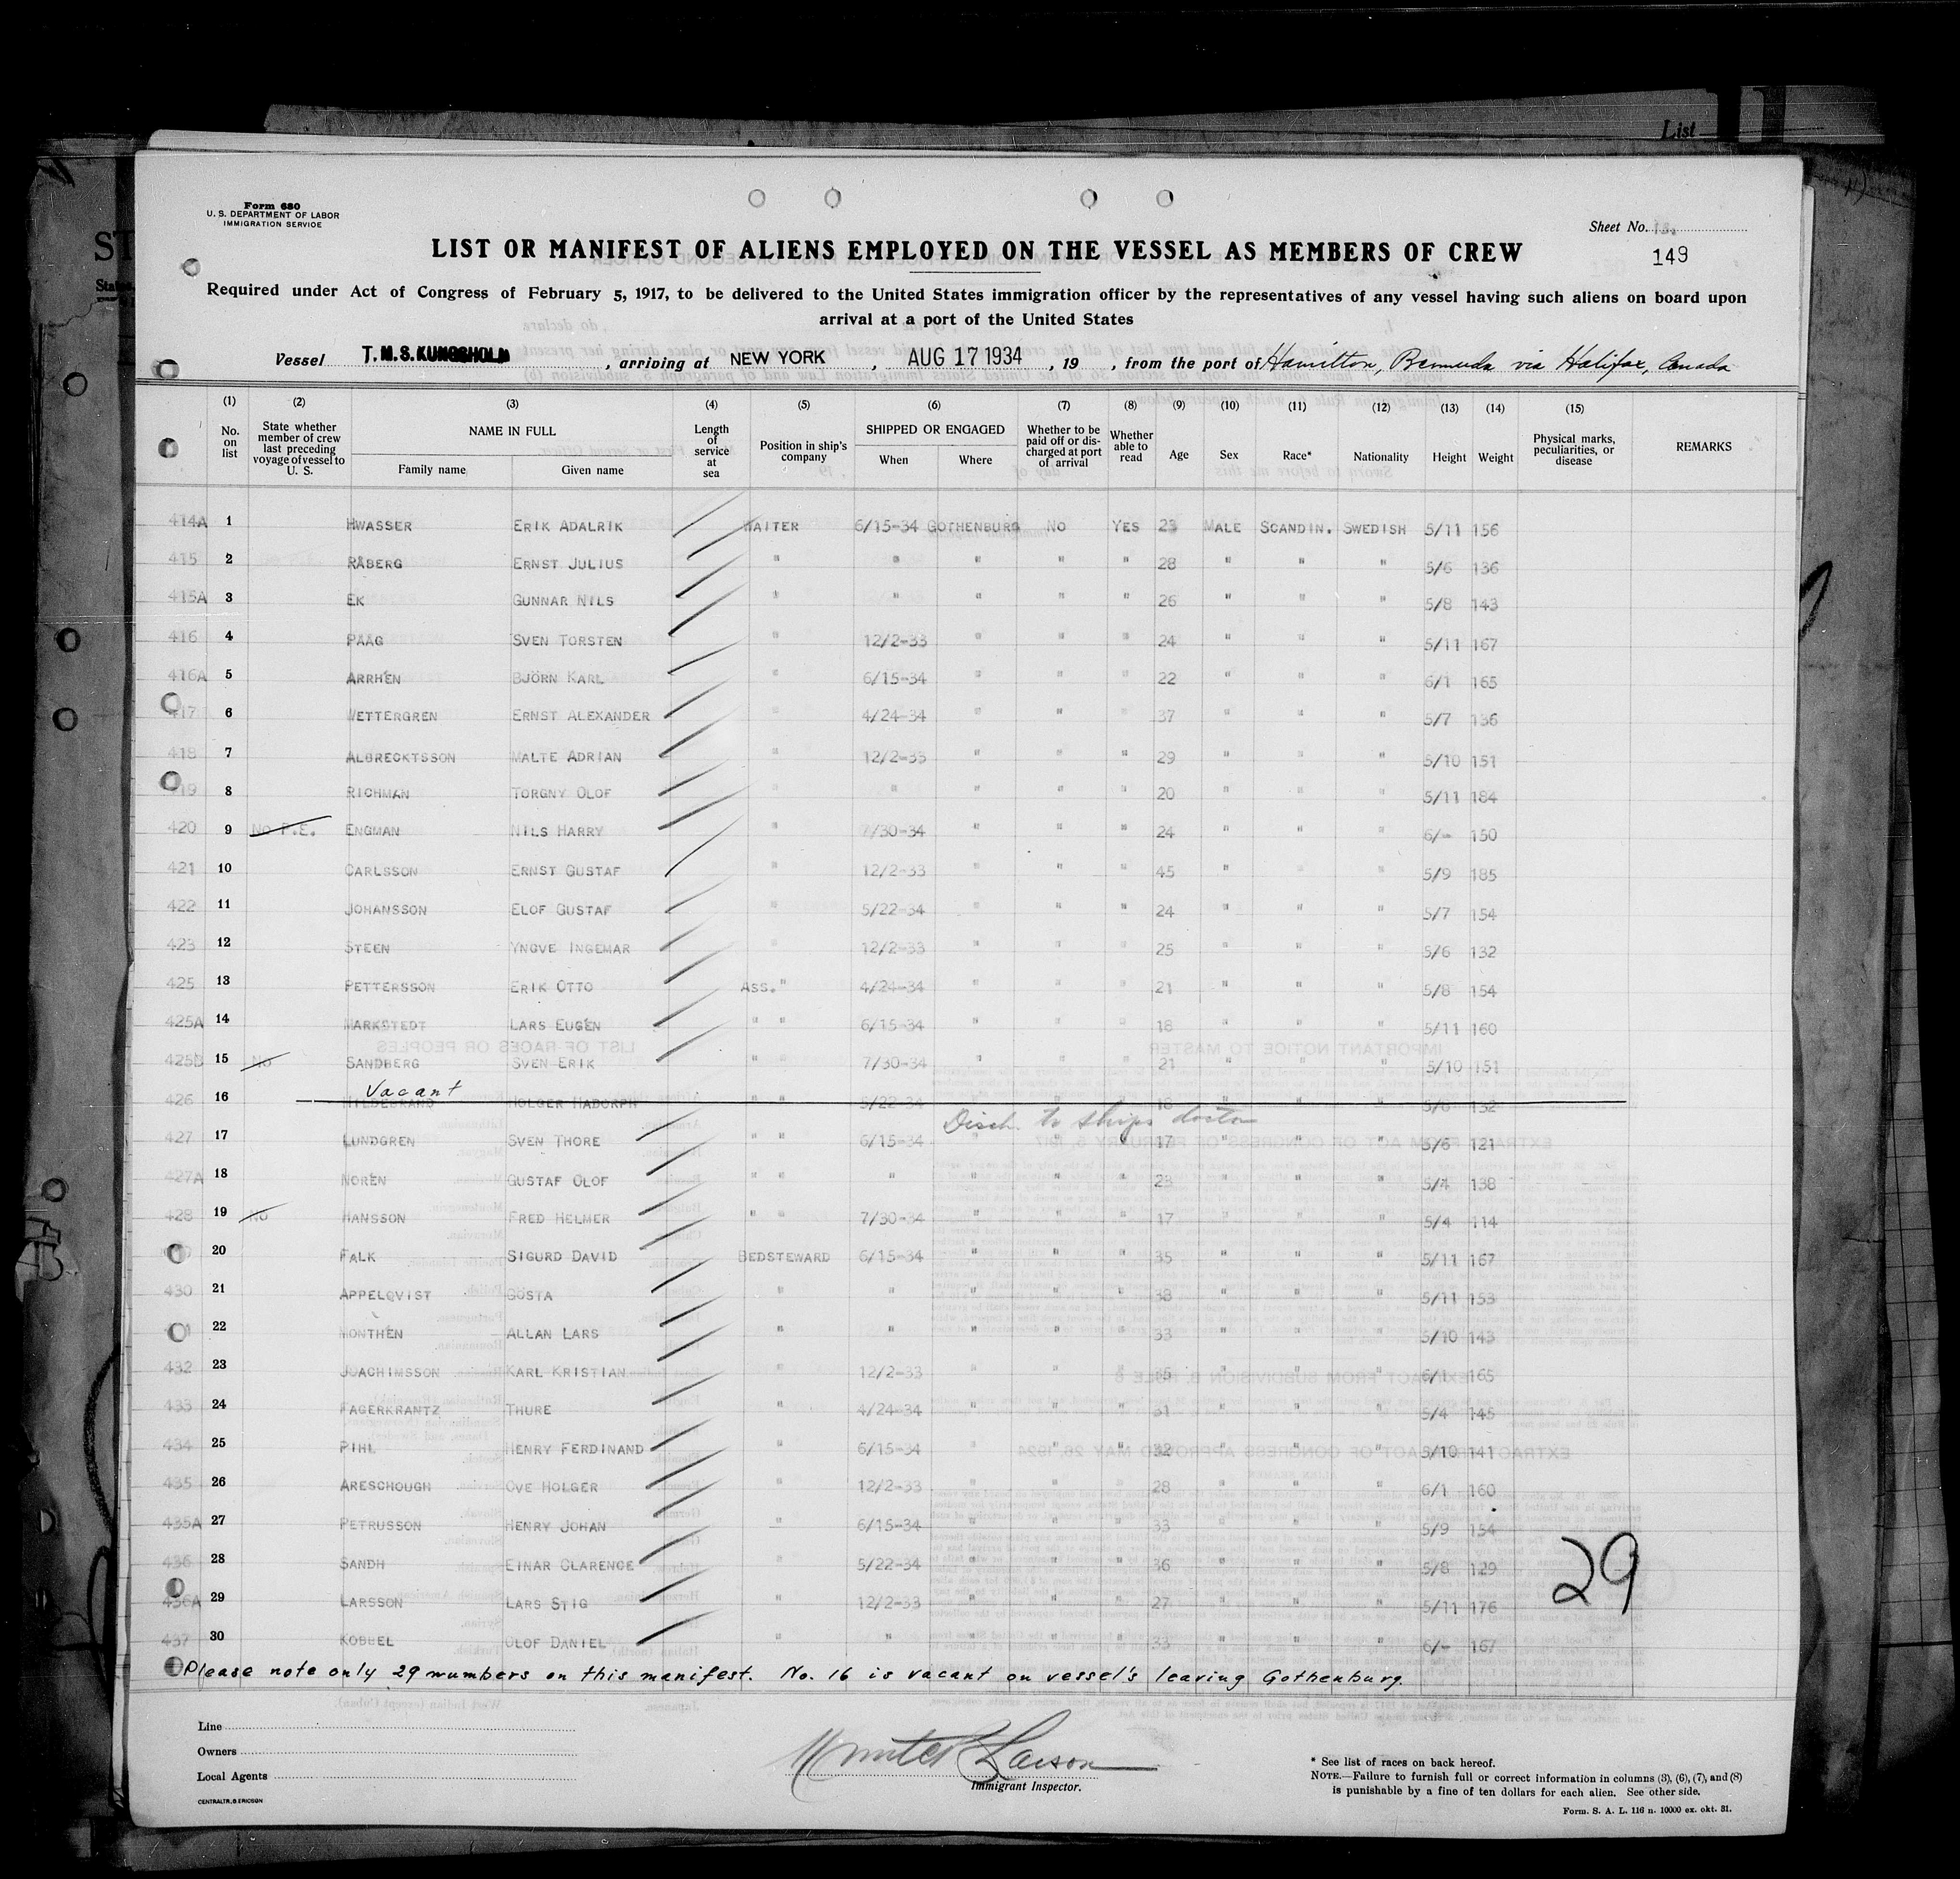 List
Form 680
U. S. DEPARTMENT OF LABOR
IMMIGRATION SERVICE
Sheet No.
149
LIST OR MANIFEST OF ALIENS EMPLOYED ON THE VESSEL AS MEMBERS OF CREW
Required under Act of Congress of February 5, 1917, to be delivered to the United States immigration officer by the representatives of any vessel having such aliens on board upon
arrival at a port of the United States
Vessel T. M. S. KUNGSHOLM, arriving at NEW YORK, AUG 17 1934, 19 , from the port of Hamilton, Bermuda via Halifax, Canada
(1) No. on list (2) State whether member of crew last preceding voyage of vessel to U. S. (3) NAME IN FULL Family name Given name (4) Length of service at sea (5) Position in ship's company (6) SHIPPED OR ENGAGED When Where (7) Whether to be paid off or discharged at port of arrival (8) Whether able to read (9) Age (10) Sex (11) Race* (12) Nationality (13) Height (14) Weight (15) Physical marks, peculiarities, or disease REMARKS
414A 1 HWASSER ERIK ADALRIK WAITER 6/15-34 GOTHENBURG NO YES 23 MALE SCANDIN. SWEDISH 5/11 156
415 2 RÅBERG ERNST JULIUS " " " " " 28 " " " 5/6 136
415A 3 EK GUNNAR NILS " " " " " 26 " " " 5/8 143
416 4 PAAG SVEN TORSTEN " 12/2-33 " " " 24 " " " 5/11 167
416A 5 ARRHÉN BJÖRN KARL " 6/15-34 " " " 22 " " " 6/1 165
417 6 WETTERGREN ERNST ALEXANDER " 4/24-34 " " " 37 " " " 5/7 136
418 7 ALBRECKTSSON MALTE ADRIAN " 12/2-33 " " " 29 " " " 5/10 151
419 8 RICHMAN TORGNY OLOF " " " " " 20 " " " 5/11 184
420 9 NO P.E. ENGMAN NILS HARRY " 7/30-34 " " " 24 " " " 6/- 150
421 10 CARLSSON ERNST GUSTAF " 12/2-33 " " " 45 " " " 5/9 185
422 11 JOHANSSON ELOF GUSTAF " 5/22-34 " " " 24 " " " 5/7 154
423 12 STEEN YNGVE INGEMAR " 12/2-33 " " " 25 " " " 5/6 132
425 13 PETTERSSON ERIK OTTO ASS. " 4/24-34 " " " 21 " " " 5/8 154
425A 14 MARKSTEDT LARS EUGÉN " " 6/15-34 " " " 18 " " " 5/11 160
425B 15 NO SANDBERG SVEN ERIK " " 7/30-34 " " " 21 " " " 5/10 151
Vacant
426 16 HILDEBRAND HOLGER HADORPH " " 5/22-34 18 " " " 5/6 132
Disch. to ships doctor
427 17 LUNDGREN SVEN THORE " " 6/15-34 " " " 17 " " " 5/6 121
427A 18 NORÉN GUSTAF OLOF " " " " " " 23 " " " 5/4 138
428 19 NO HANSSON FRED HELMER " " 7/30-34 " " " 17 " " " 5/4 114
20 FALK SIGURD DAVID BEDSTEWARD 6/15-34 " " " 35 " " " 5/11 167
430 21 APPELQVIST GÖSTA " " " " " 38 " " " 5/11 153
22 MONTHÉN ALLAN LARS " " " " " 33 " " " 5/10 143
432 23 JOACHIMSSON KARL KRISTIAN " 12/2-33 " " " " " " 6/1 165
433 24 FAGERKRANTZ THURE " 4/24-34 " " " 31 " " " 5/4 145
434 25 PIHL HENRY FERDINAND " 6/15-34 " " " 32 " " " 5/10 141
435 26 ARESCHOUGH OVE HOLGER " 12/2-33 " " " 28 " " " 6/1 160
435A 27 PETRUSSON HENRY JOHAN " 6/15-34 " " " 33 " " " 5/9 154
436 28 SANDH EINAR CLARENCE " 5/22-34 " " " 36 " " " 5/8 129
436A 29 LARSSON LARS STIG " 12/2-33 " " " 27 " " " 5/11 176
437 30 KOBBEL OLOF DANIEL " " " " " 33 " " " 6/- 167
29
Please note only 29 numbers on this manifest. No. 16 is vacant on vessel's leaving Gothenburg.
Line
Owners
Local Agents
CENTRALTR. G. ERICSON
Larson
Immigrant Inspector.
* See list of races on back hereof.
NOTE.—Failure to furnish full or correct information in columns (3), (6), (7), and (8)
is punishable by a fine of ten dollars for each alien. See other side.
Form. S. A. L. 116 n. 10000 ex. okt. 31.